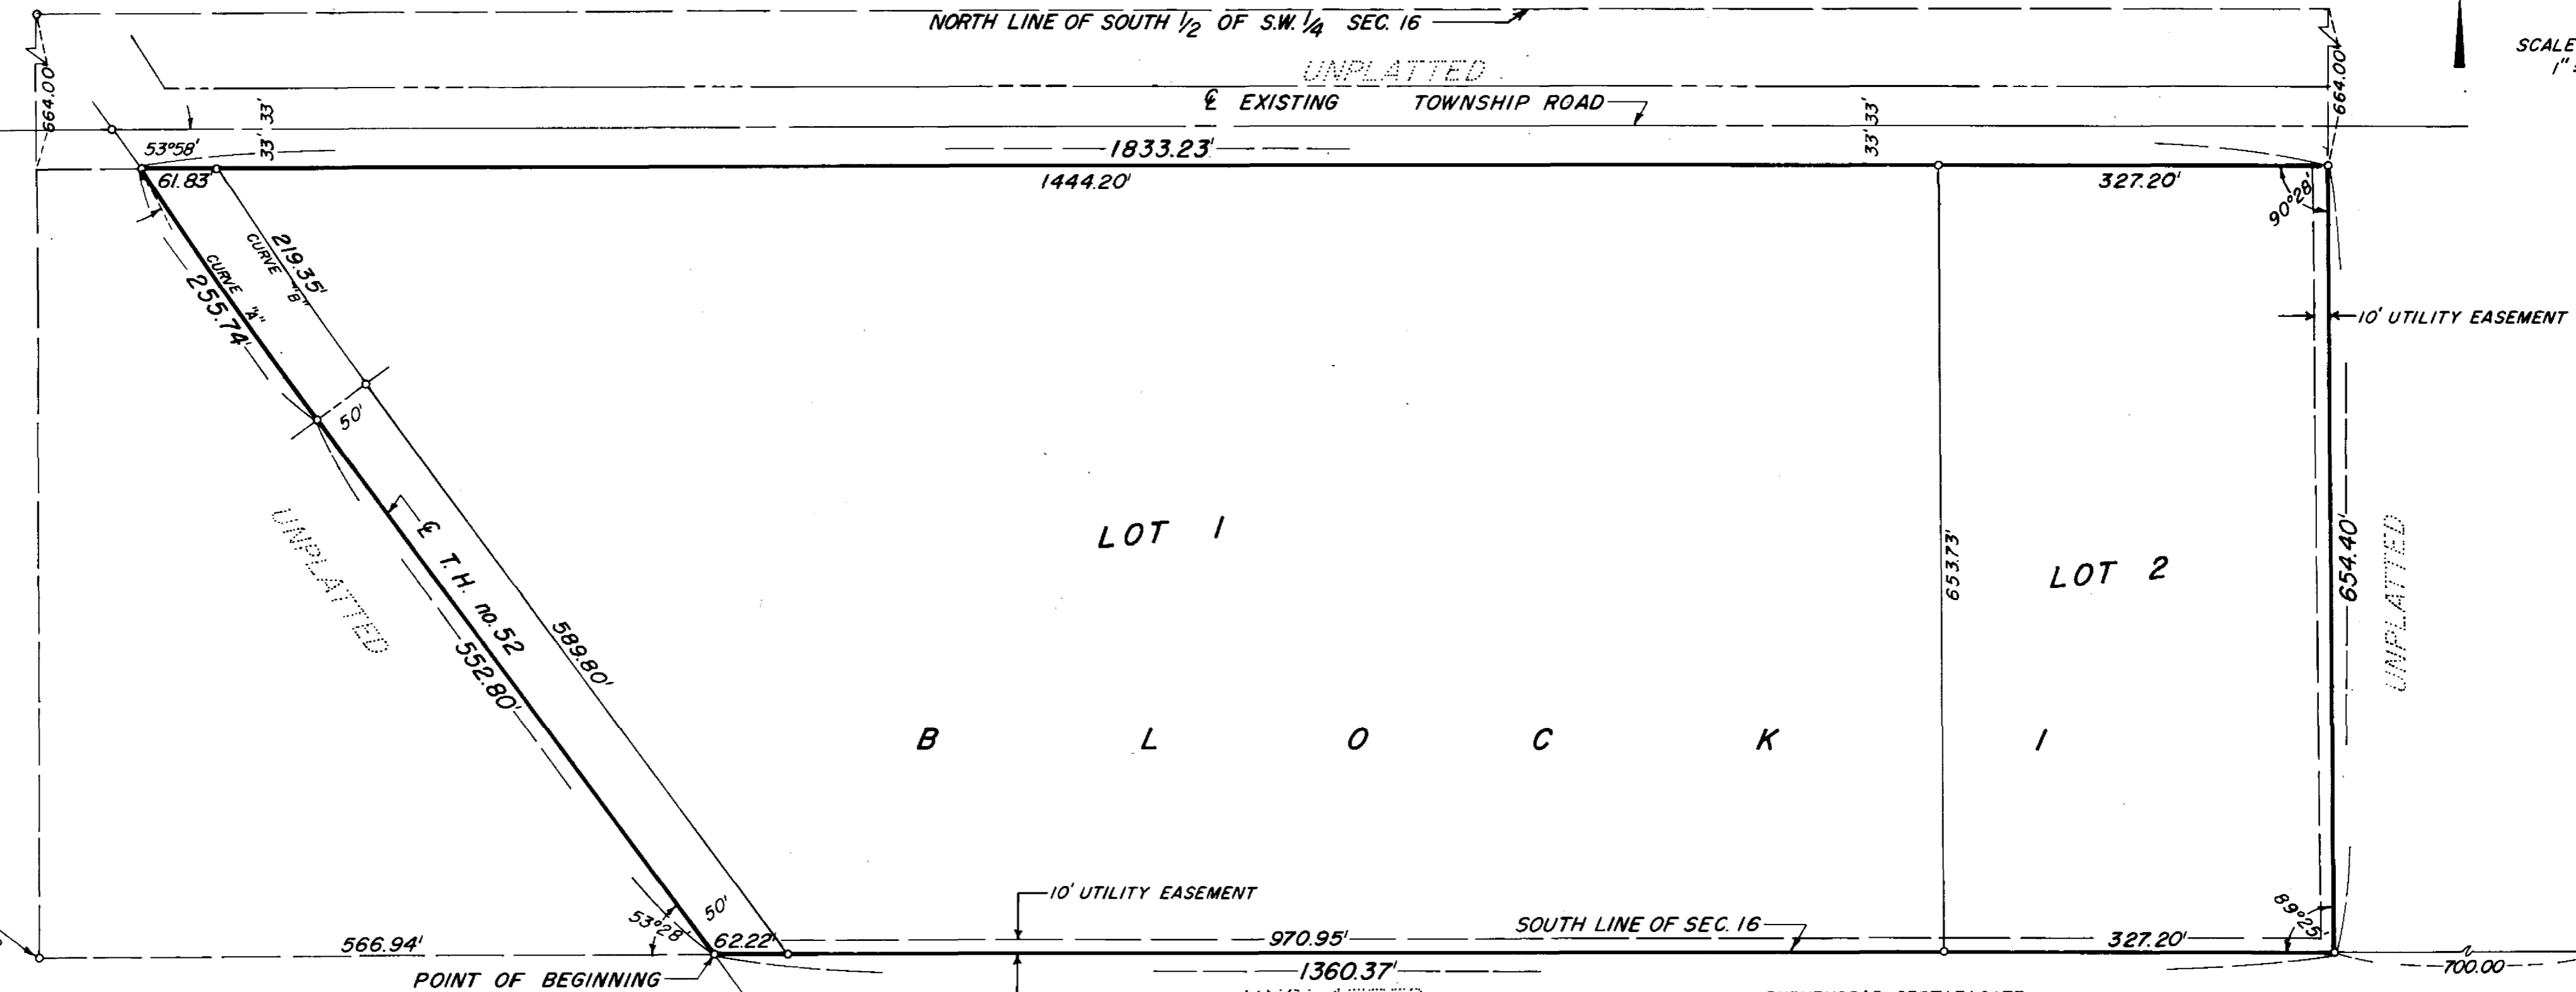 NORTH LINE OF SOUTH 1/2 OF S.W. 1/4 SEC. 16
SCALE
1"
664.00'
664.00'
UNPLATTED
℄ EXISTING TOWNSHIP ROAD
33' 33'
33' 33'
53°58'
1833.23'
61.83'
1444.20'
327.20'
90°28'
219.35'
CURVE "B"
CURVE "A"
255.74'
10' UTILITY EASEMENT
50'
UNPLATTED
℄ T.H. no. 52
552.80'
589.80'
LOT 1
653.73'
LOT 2
654.40'
UNPLATTED
BLOCK 1
10' UTILITY EASEMENT
50'
53°28'
62.22'
566.94'
970.95'
SOUTH LINE OF SEC. 16
327.20'
89°25'
POINT OF BEGINNING
1360.37'
700.00